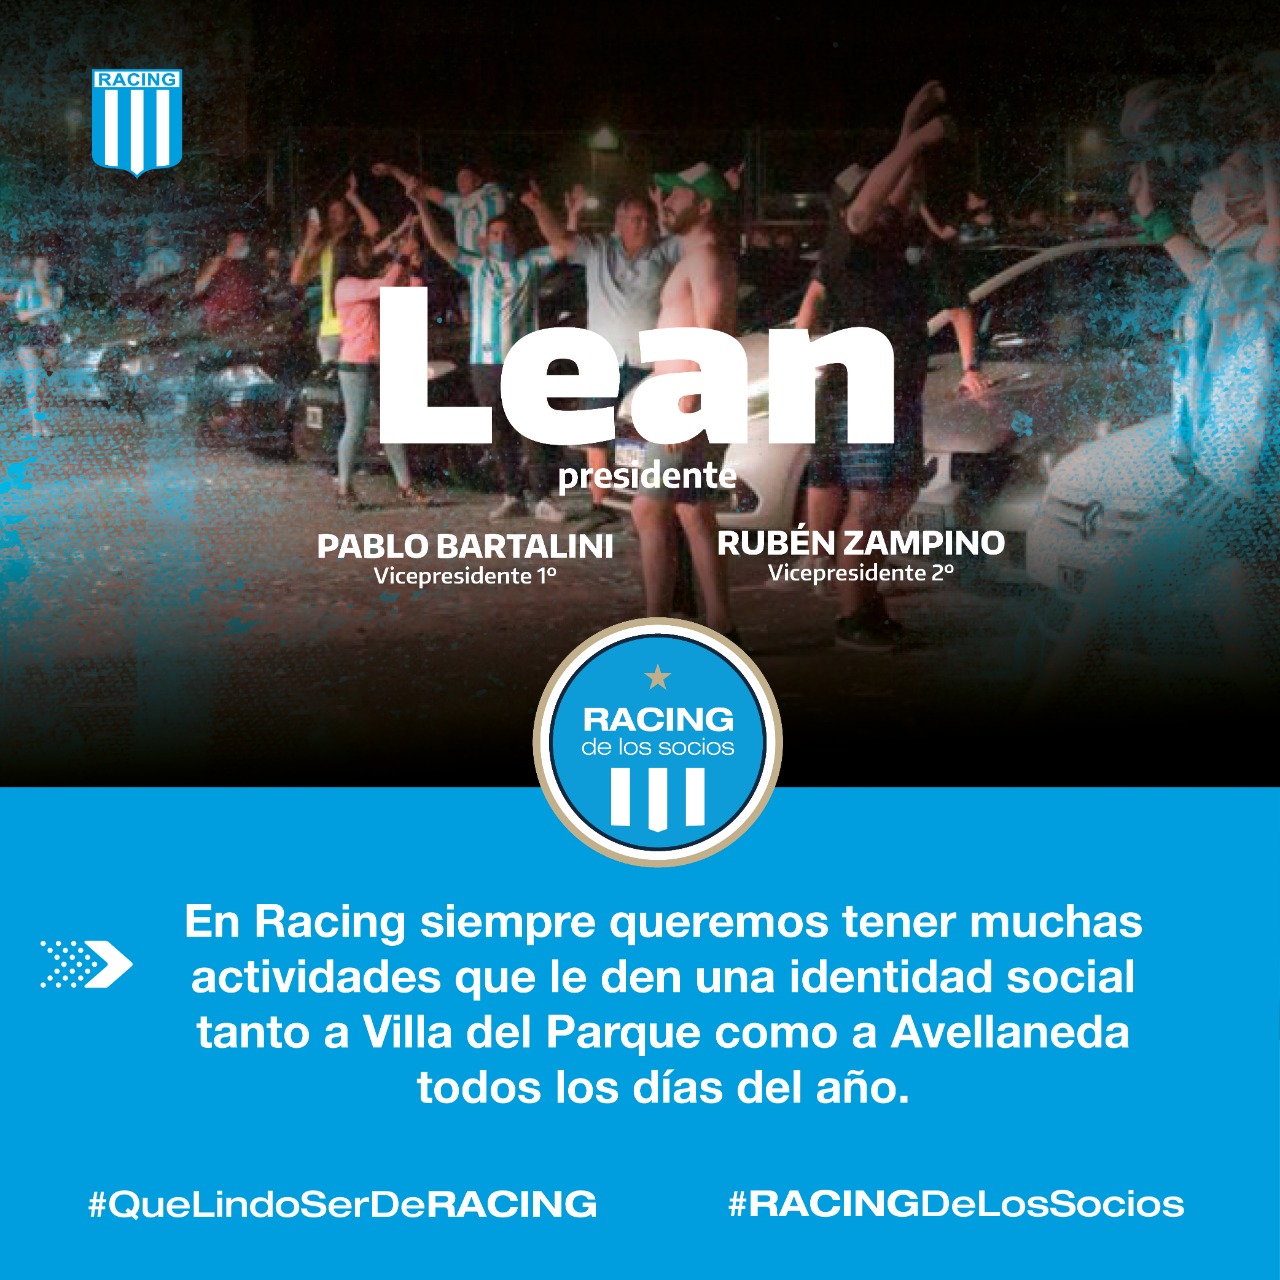 RACING
Lean
presidente
PABLO BARTALINI
Vicepresidente 1º
RUBÉN ZAMPINO
Vicepresidente 2º
RACING
de los socios
En Racing siempre queremos tener muchas
actividades que le den una identidad social
tanto a Villa del Parque como a Avellaneda
todos los días del año.
#QueLindoSerDeRACING
#RACINGDeLosSocios